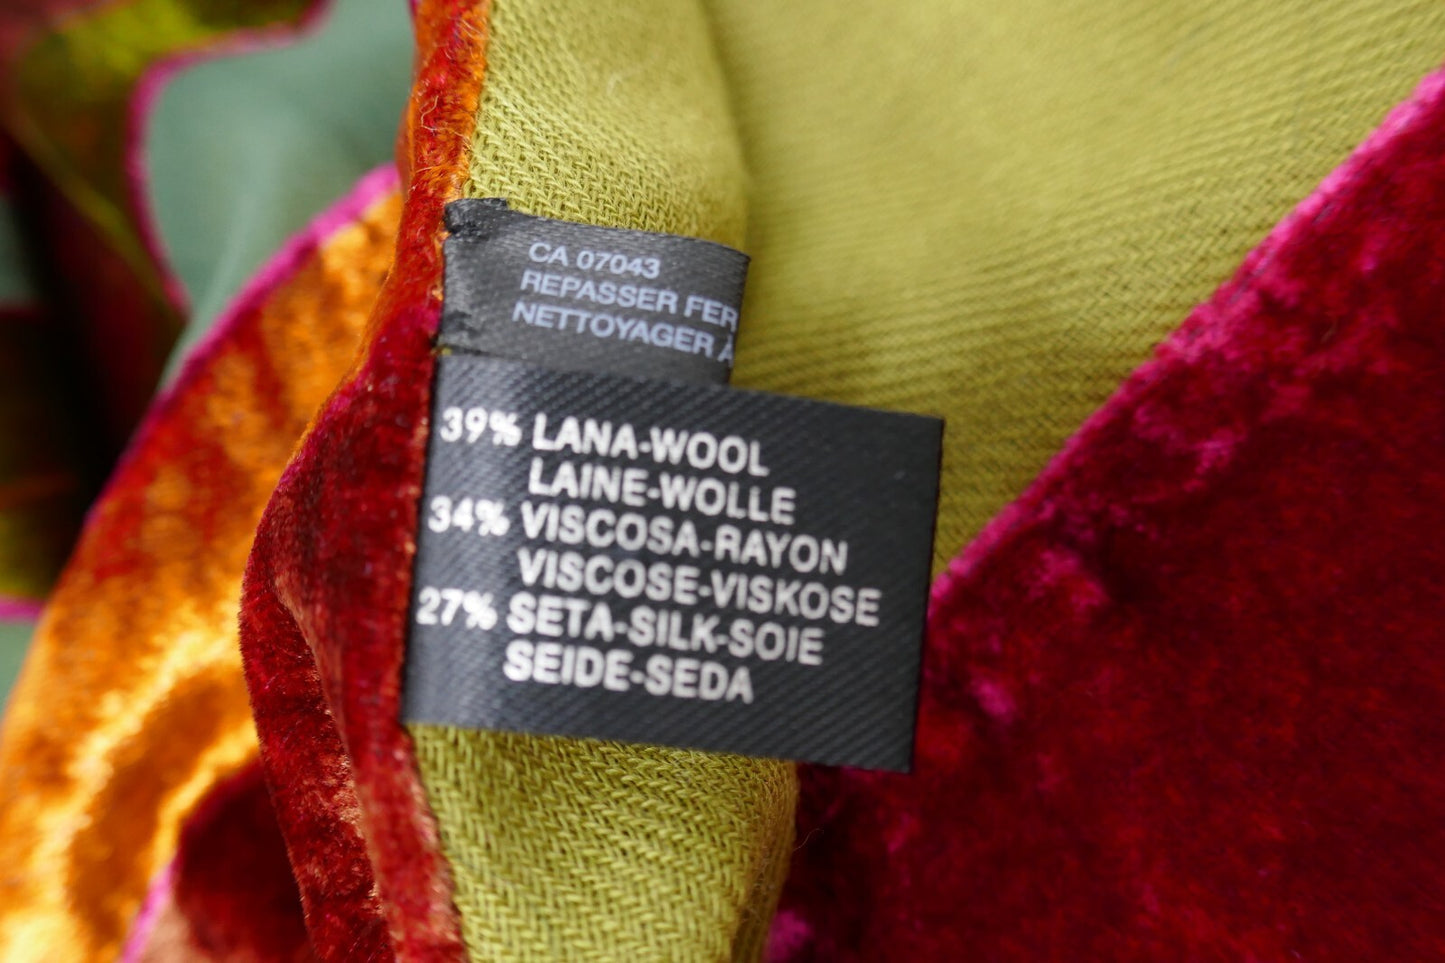 CA 07043
REPASSER FER
NETTOYAGER À
39% LANA-WOOL
LAINE-WOLLE
34% VISCOSA-RAYON
VISCOSE-VISKOSE
27% SETA-SILK-SOIE
SEIDE-SEDA